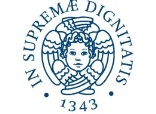 IN SUPREMÆ DIGNITATIS
· 1343 ·